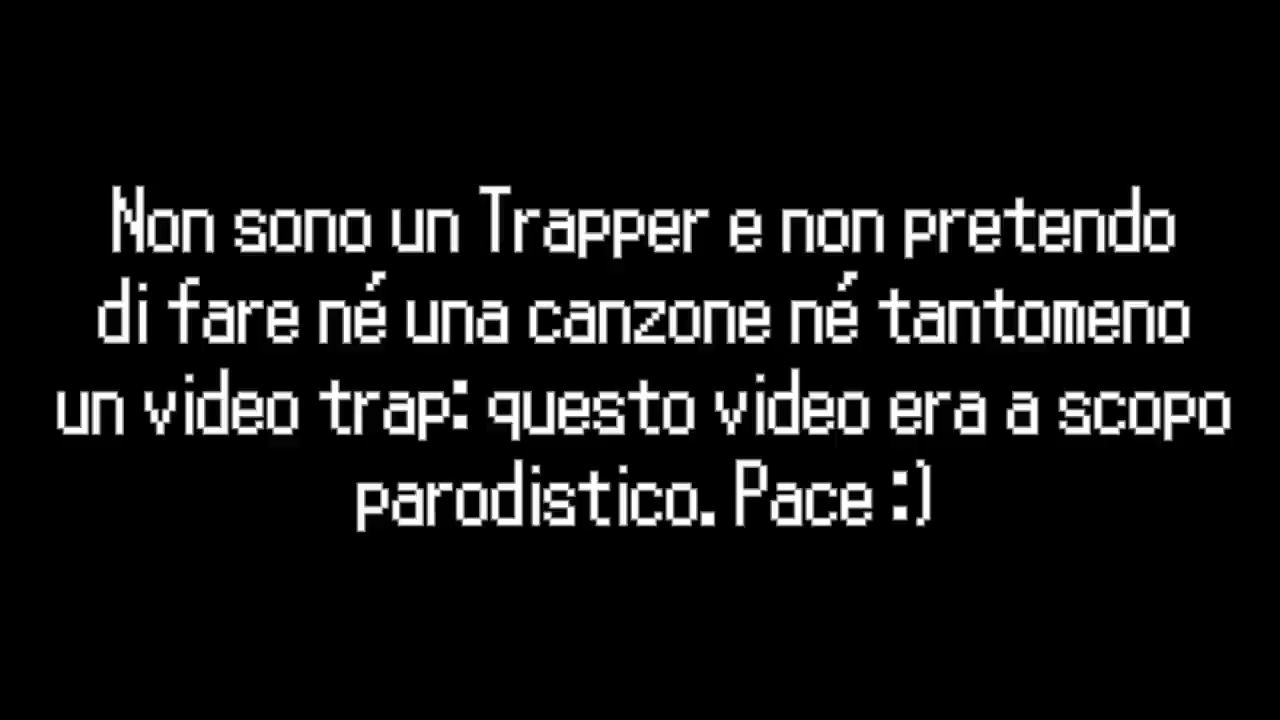 Non sono un Trapper e non pretendo
di fare né una canzone né tantomeno
un video trap: questo video era a scopo
parodistico. Pace :)